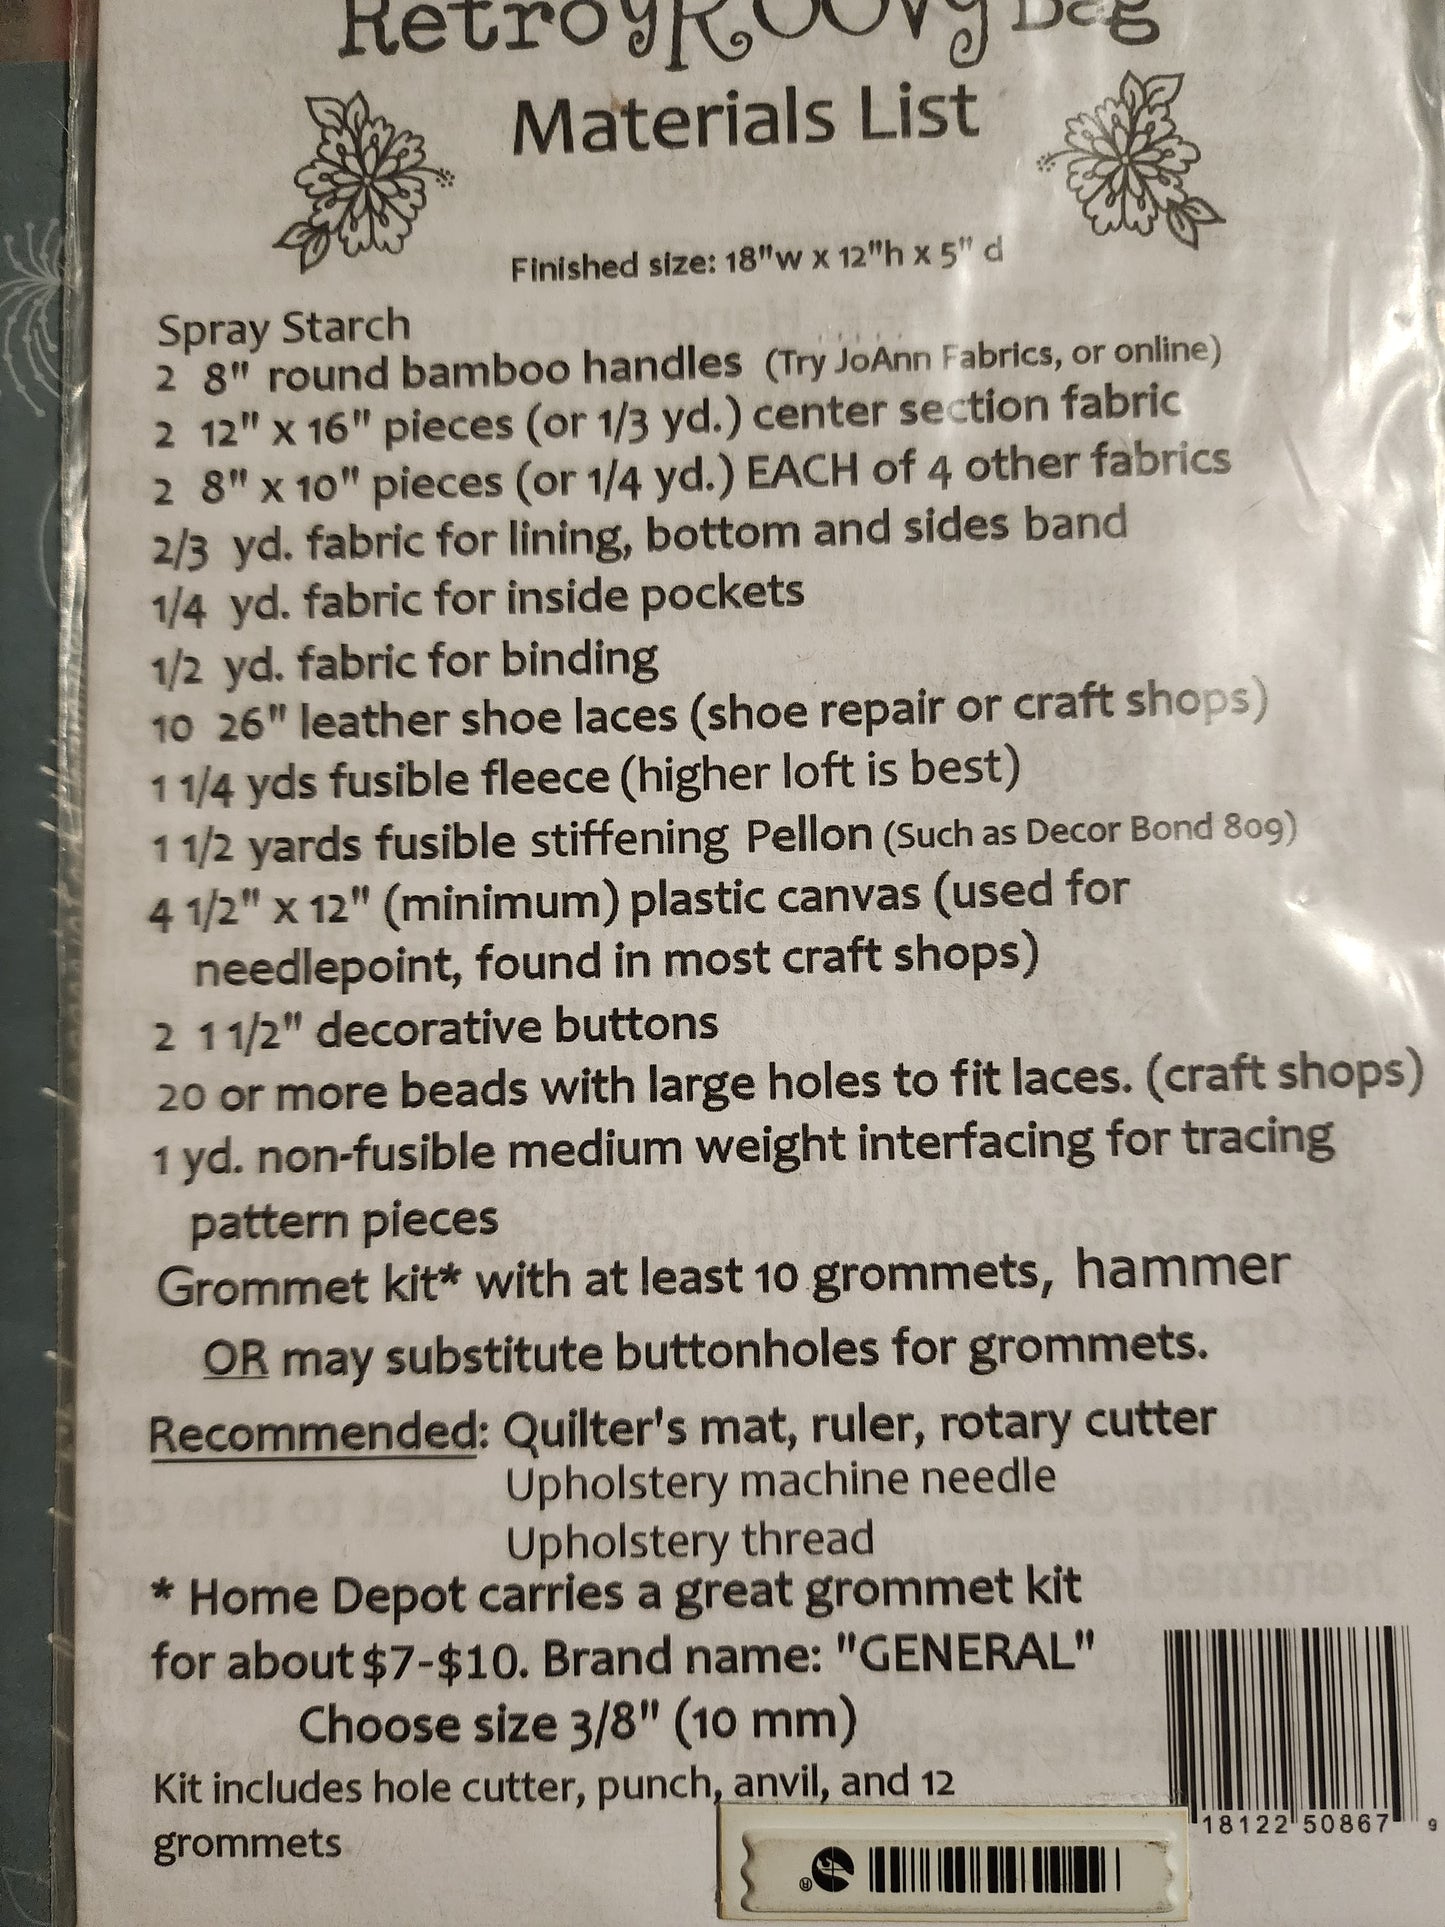 RetrogRoovy Bag
Materials List
Finished size: 18"w x 12"h x 5" d
Spray Starch
2 8" round bamboo handles (Try JoAnn Fabrics, or online)
2 12" x 16" pieces (or 1/3 yd.) center section fabric
2 8" x 10" pieces (or 1/4 yd.) EACH of 4 other fabrics
2/3 yd. fabric for lining, bottom and sides band
1/4 yd. fabric for inside pockets
1/2 yd. fabric for binding
10 26" leather shoe laces (shoe repair or craft shops)
1 1/4 yds fusible fleece (higher loft is best)
1 1/2 yards fusible stiffening Pellon (Such as Decor Bond 809)
4 1/2" x 12" (minimum) plastic canvas (used for
needlepoint, found in most craft shops)
2 1 1/2" decorative buttons
20 or more beads with large holes to fit laces. (craft shops)
1 yd. non-fusible medium weight interfacing for tracing
pattern pieces
Grommet kit* with at least 10 grommets, hammer
OR may substitute buttonholes for grommets.
Recommended: Quilter's mat, ruler, rotary cutter
Upholstery machine needle
Upholstery thread
* Home Depot carries a great grommet kit
for about $7-$10. Brand name: "GENERAL"
Choose size 3/8" (10 mm)
Kit includes hole cutter, punch, anvil, and 12
grommets
18122 50867 9
®